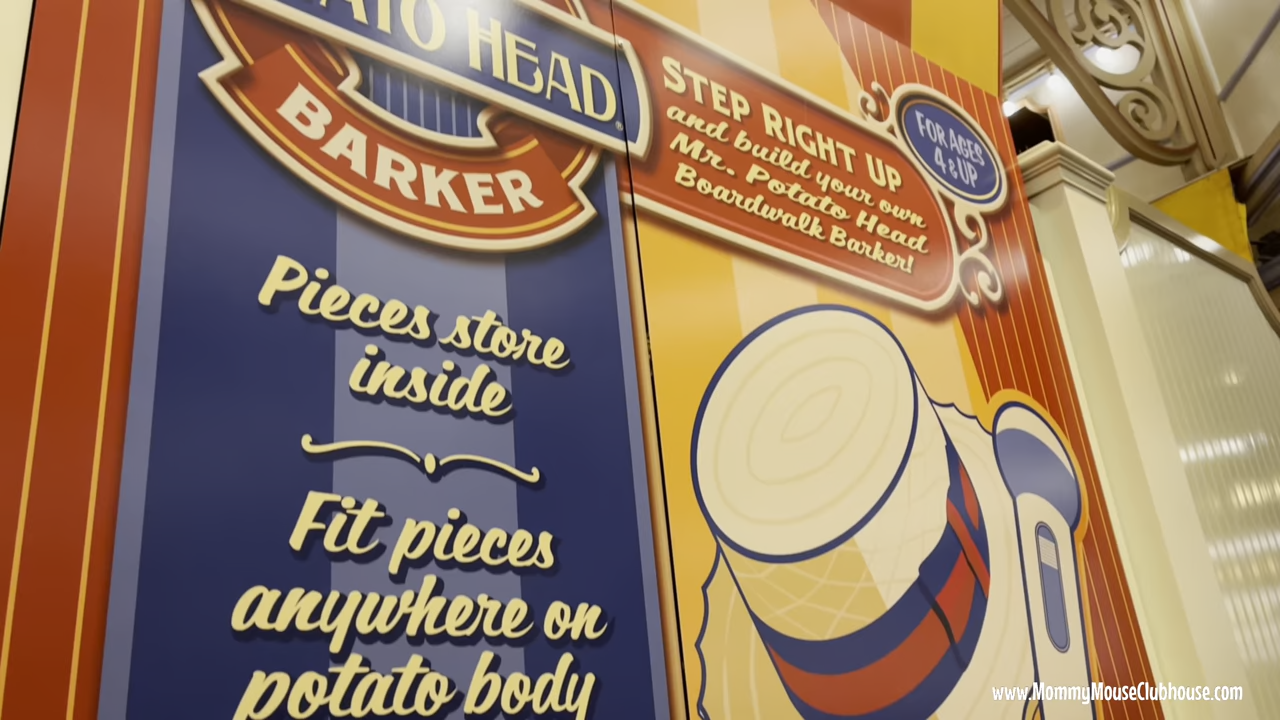 HEAD
BARKER
Pieces store
inside
Fit pieces
anywhere on
potato body
STEP RIGHT UP
and build your own
Mr. Potato Head
Boardwalk Barker!
FOR AGES
4 & UP
www.MommyMouseClubhouse.com